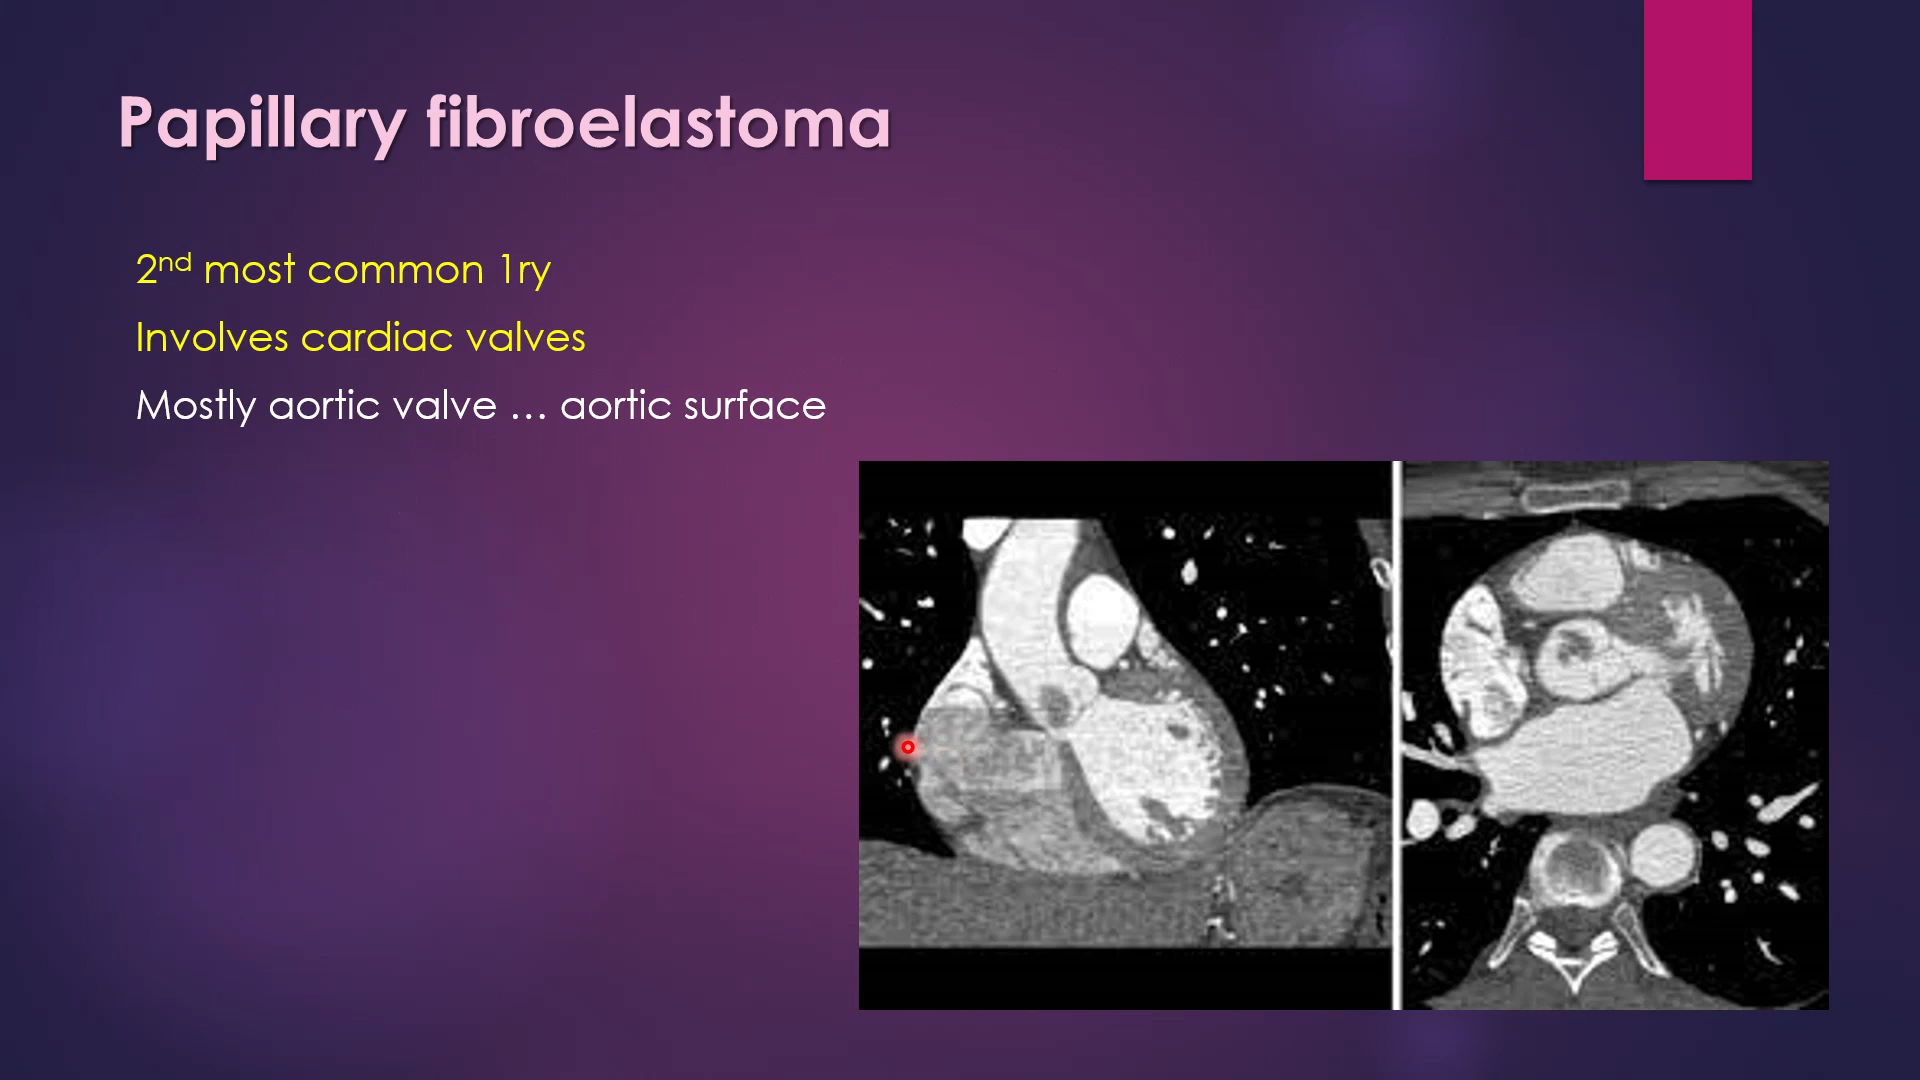 Papillary fibroelastoma
2nd most common 1ry
Involves cardiac valves
Mostly aortic valve … aortic surface